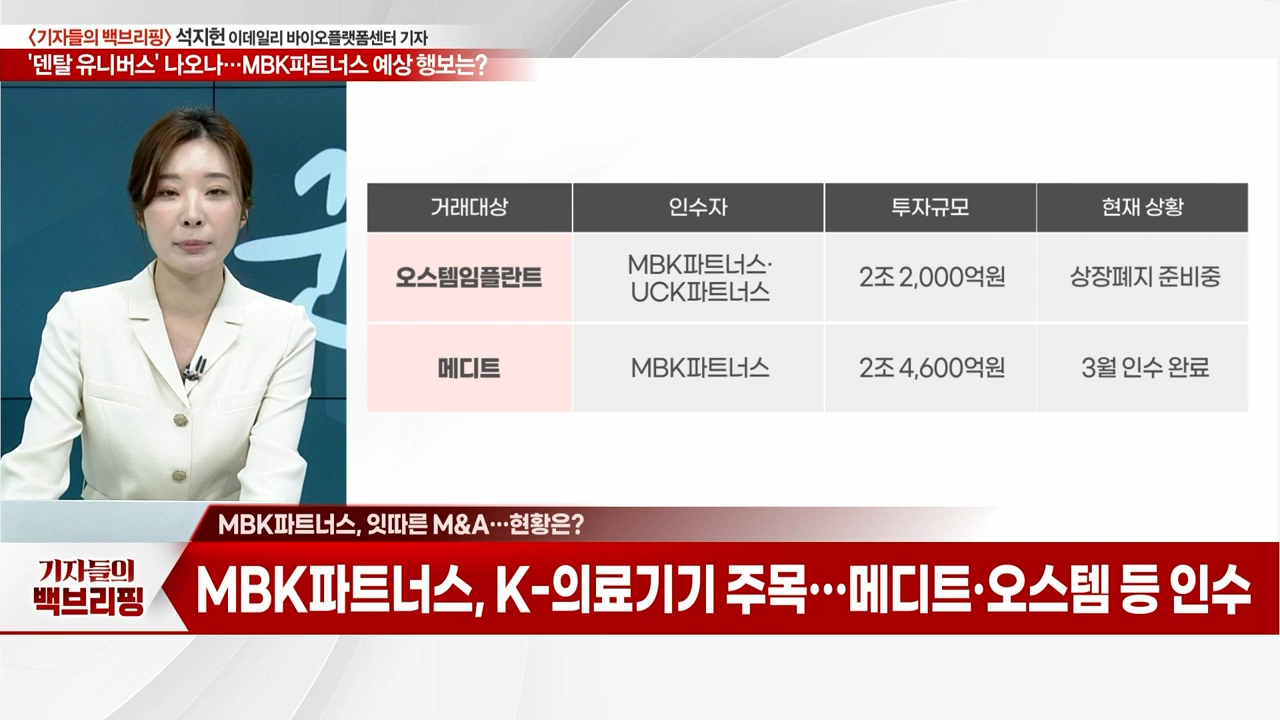 <기자들의 백브리핑> 석지헌 이데일리 바이오플랫폼센터 기자
'덴탈 유니버스' 나오나…MBK파트너스 예상 행보는?
거래대상 인수자 투자규모 현재 상황
오스템임플란트 MBK파트너스· UCK파트너스 2조 2,000억원 상장폐지 준비중
메디트 MBK파트너스 2조 4,600억원 3월 인수 완료
MBK파트너스, 잇따른 M&A…현황은?
기자들의
백브리핑
MBK파트너스, K-의료기기 주목…메디트·오스템 등 인수